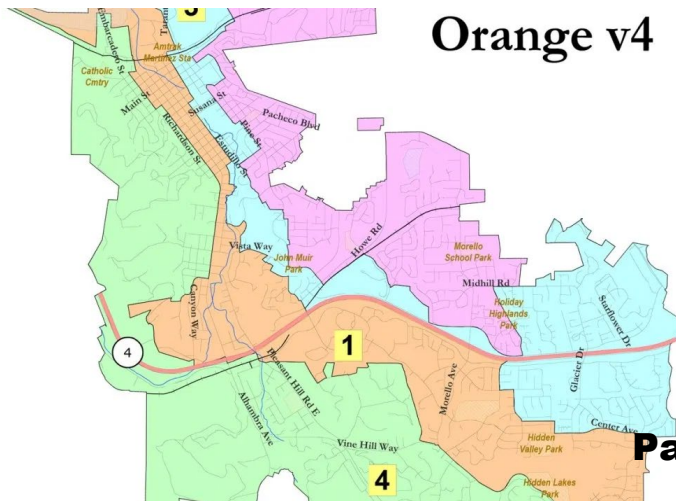 Orange v4
3
Embarcadero St
Amtrak
Martinez Sta
Catholic
Cmtry
Main St
Susana St
Pine St
Pacheco Blvd
Richardson St
Estudillo St
Vista Way
John Muir
Park
Howe Rd
Morello
School Park
Midhill Rd
Holiday
Highlands
Park
Starflower Dr
Canyon Way
4
1
Pleasant Hill Rd E
Morello Ave
Glacier Dr
Alhambra Ave
Center Ave
Pa
Vine Hill Way
Hidden
Valley Park
4
Hidden Lakes
Park